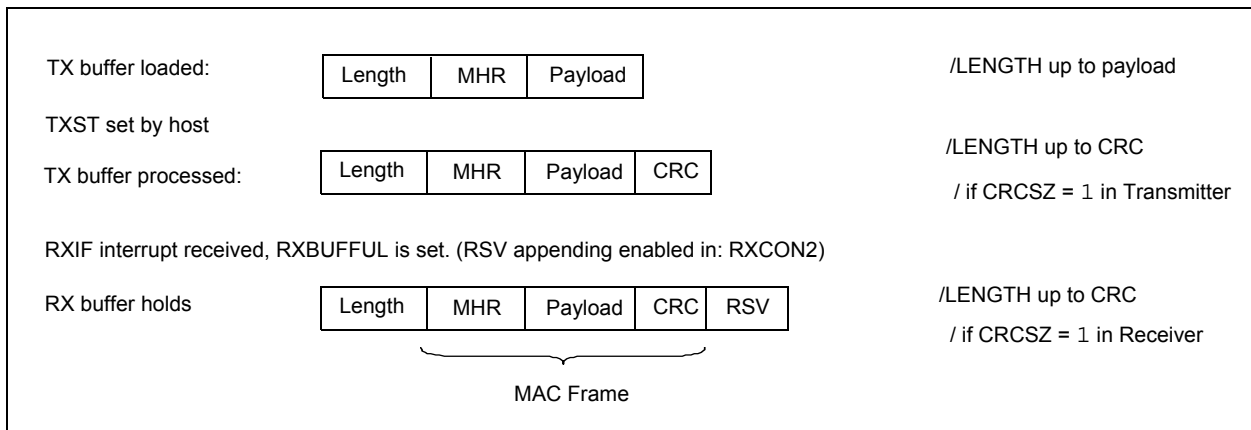 TX buffer loaded: Length MHR Payload /LENGTH up to payload
TXST set by host
/LENGTH up to CRC
TX buffer processed: Length MHR Payload CRC
/ if CRCSZ = 1 in Transmitter
RXIF interrupt received, RXBUFFUL is set. (RSV appending enabled in: RXCON2)
RX buffer holds Length MHR Payload CRC RSV /LENGTH up to CRC
/ if CRCSZ = 1 in Receiver
MAC Frame